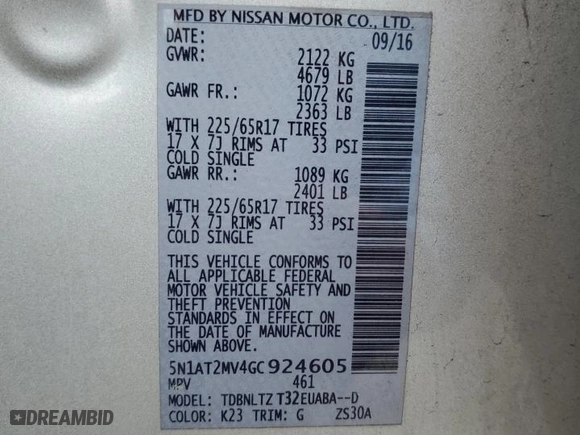 MFD BY NISSAN MOTOR CO., LTD.
DATE: 09/16
GVWR: 2122 KG
4679 LB
GAWR FR.: 1072 KG
2363 LB
WITH 225/65R17 TIRES
17 X 7J RIMS AT 33 PSI
COLD SINGLE
GAWR RR.: 1089 KG
2401 LB
WITH 225/65R17 TIRES
17 X 7J RIMS AT 33 PSI
COLD SINGLE
THIS VEHICLE CONFORMS TO
ALL APPLICABLE FEDERAL
MOTOR VEHICLE SAFETY AND
THEFT PREVENTION
STANDARDS IN EFFECT ON
THE DATE OF MANUFACTURE
SHOWN ABOVE.
5N1AT2MV4GC924605
MPV 461
MODEL: TDBNLTZ T32EUABA--D
COLOR: K23 TRIM: G ZS30A
DREAMBID